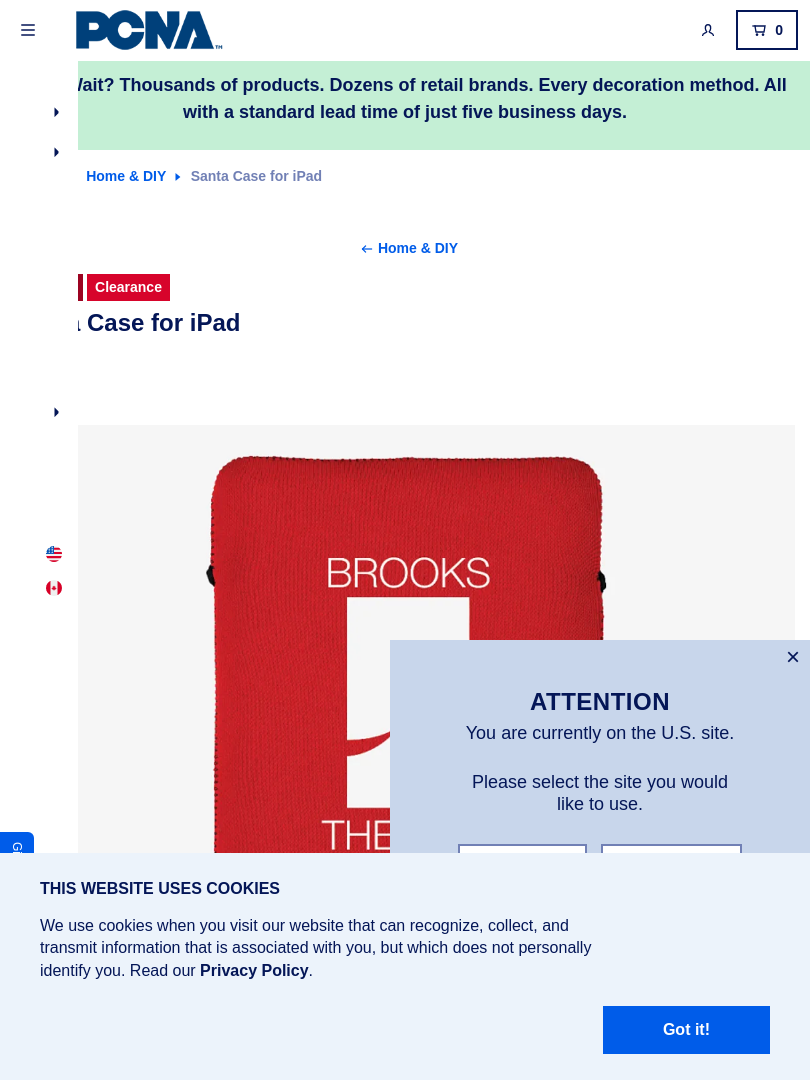 PCNA™
0
Wait? Thousands of products. Dozens of retail brands. Every decoration method. All
with a standard lead time of just five business days.
Home & DIY
Santa Case for iPad
Home & DIY
Clearance
Case for iPad
BROOKS
THE
ATTENTION
You are currently on the U.S. site.
Please select the site you would
like to use.
THIS WEBSITE USES COOKIES
We use cookies when you visit our website that can recognize, collect, and
transmit information that is associated with you, but which does not personally
identify you. Read our Privacy Policy.
Got it!